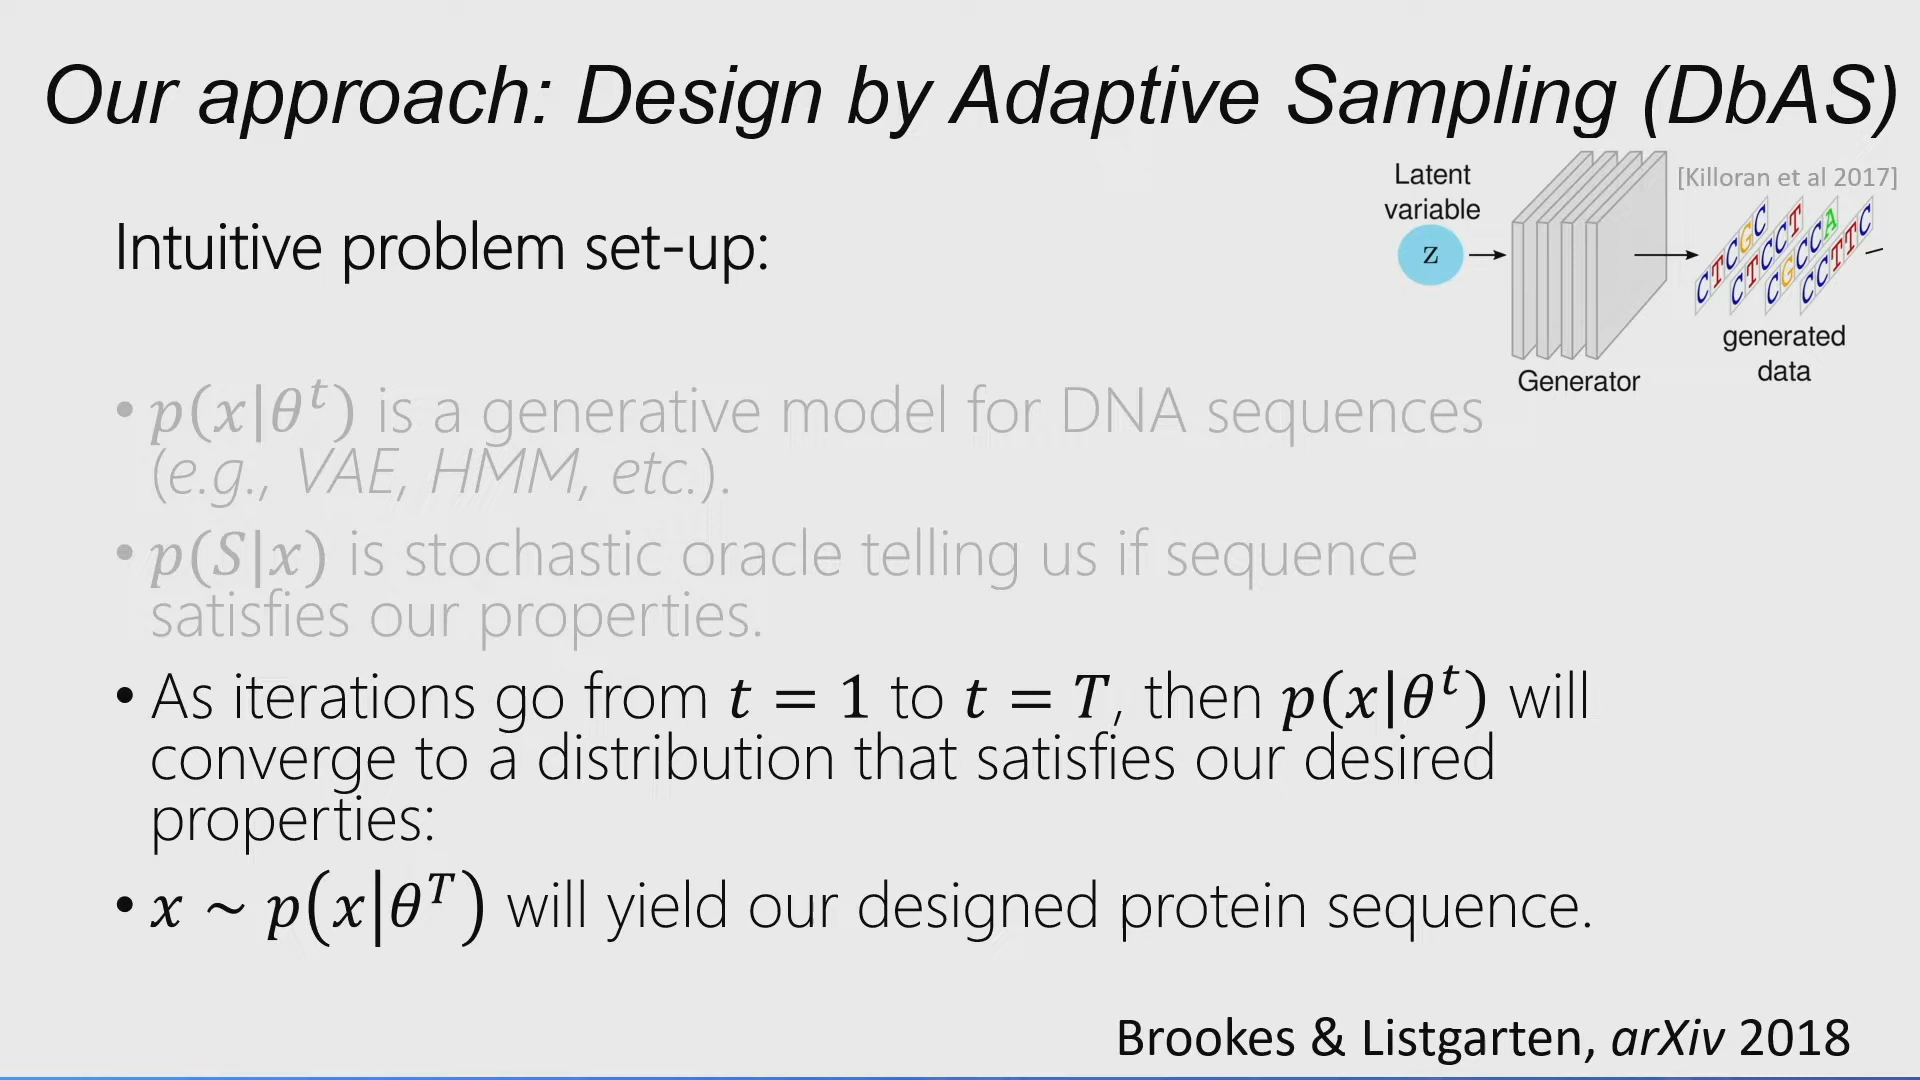 Our approach: Design by Adaptive Sampling (DbAS)
Latent
variable
z
Generator
[Killoran et al 2017]
CTCGC
CTCCT
CGCCA
CCTTC
generated
data
Intuitive problem set-up:
• p(x|θᵗ) is a generative model for DNA sequences
(e.g., VAE, HMM, etc.).
• p(S|x) is stochastic oracle telling us if sequence
satisfies our properties.
• As iterations go from t = 1 to t = T, then p(x|θᵗ) will
converge to a distribution that satisfies our desired
properties:
• x ~ p(x|θᵀ) will yield our designed protein sequence.
Brookes & Listgarten, arXiv 2018